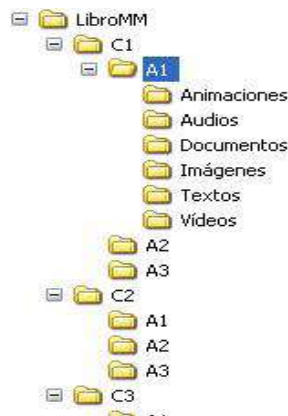 LibroMM
C1
A1
Animaciones
Audios
Documentos
Imágenes
Textos
Vídeos
A2
A3
C2
A1
A2
A3
C3